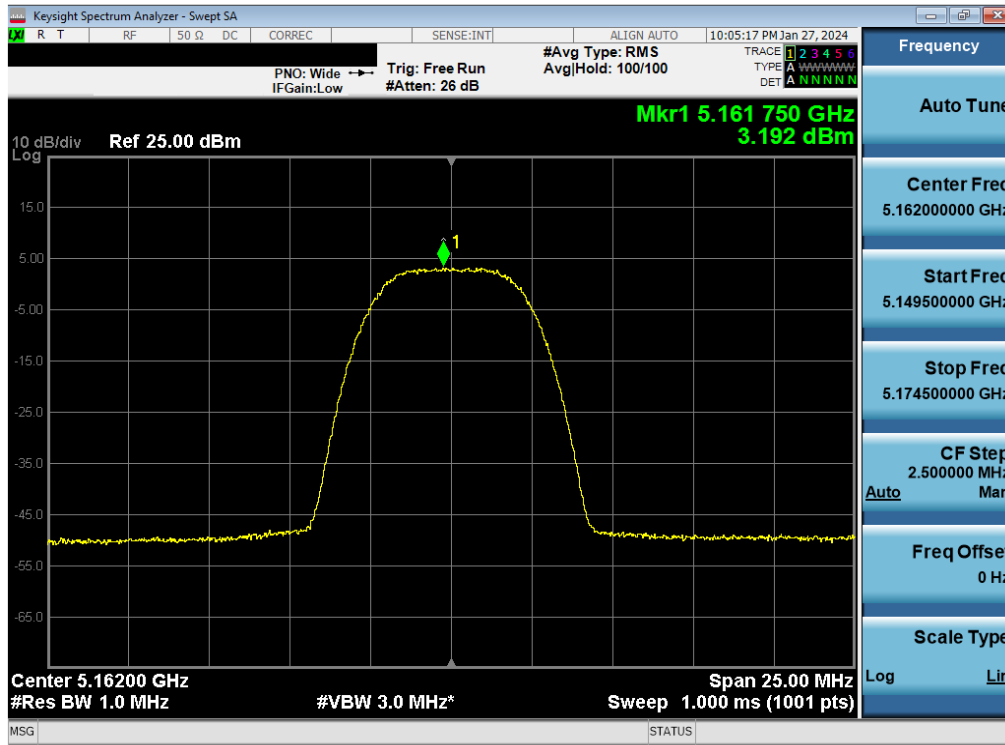 Keysight Spectrum Analyzer - Swept SA
LXI R T RF 50 Ω DC CORREC SENSE:INT ALIGN AUTO 10:05:17 PM Jan 27, 2024
PNO: Wide
IFGain:Low
Trig: Free Run
#Atten: 26 dB
#Avg Type: RMS
Avg|Hold: 100/100
TRACE 1 2 3 4 5 6
TYPE A WWWWW
DET A N N N N N
Mkr1 5.161 750 GHz
3.192 dBm
10 dB/div Ref 25.00 dBm
Log
15.0
1
5.00
-5.00
-15.0
-25.0
-35.0
-45.0
-55.0
-65.0
Center 5.16200 GHz Span 25.00 MHz
#Res BW 1.0 MHz #VBW 3.0 MHz* Sweep 1.000 ms (1001 pts)
MSG STATUS
Frequency
Auto Tune
Center Freq
5.162000000 GHz
Start Freq
5.149500000 GHz
Stop Freq
5.174500000 GHz
CF Step
2.500000 MHz
Auto Man
Freq Offset
0 Hz
Scale Type
Log Lin